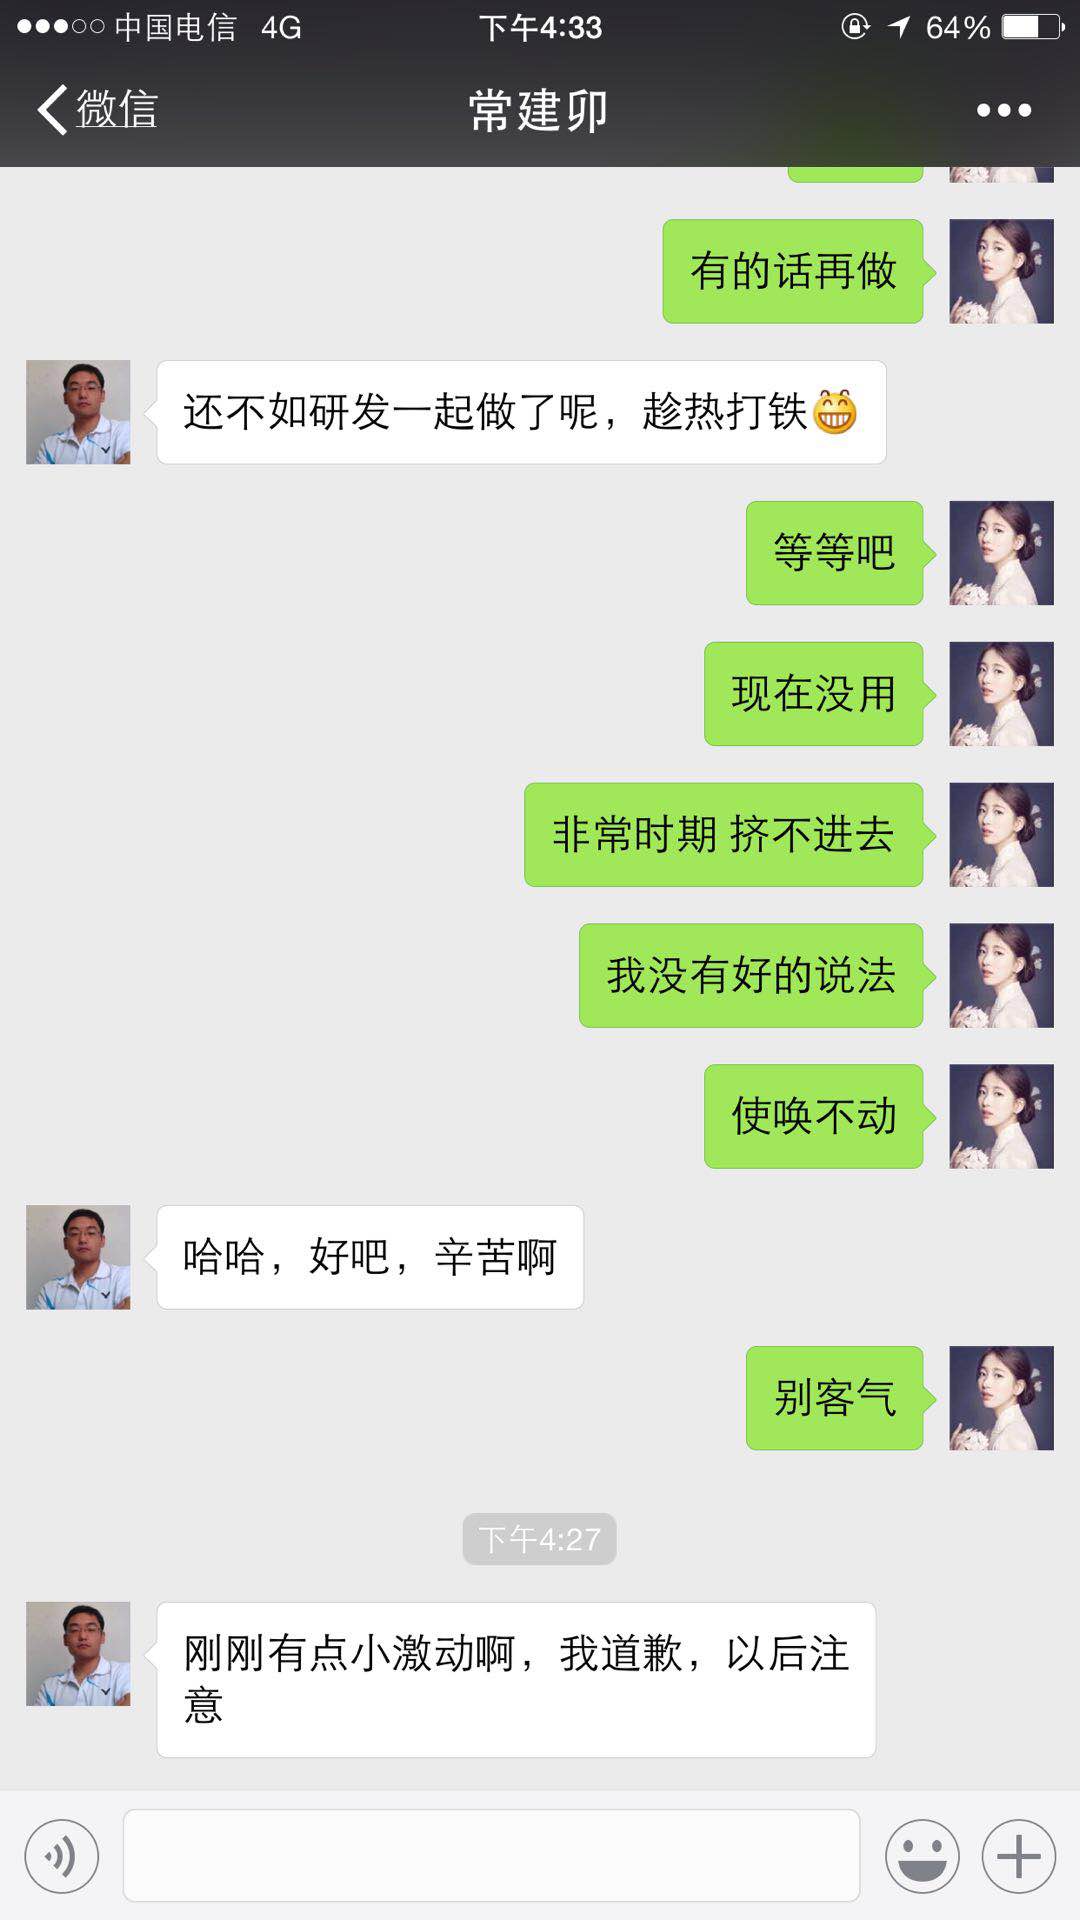 中国电信 4G 下午4:33 64%
微信 常建卯
有的话再做
还不如研发一起做了呢，趁热打铁😁
等等吧
现在没用
非常时期 挤不进去
我没有好的说法
使唤不动
哈哈，好吧，辛苦啊
别客气
下午4:27
刚刚有点小激动啊，我道歉，以后注
意